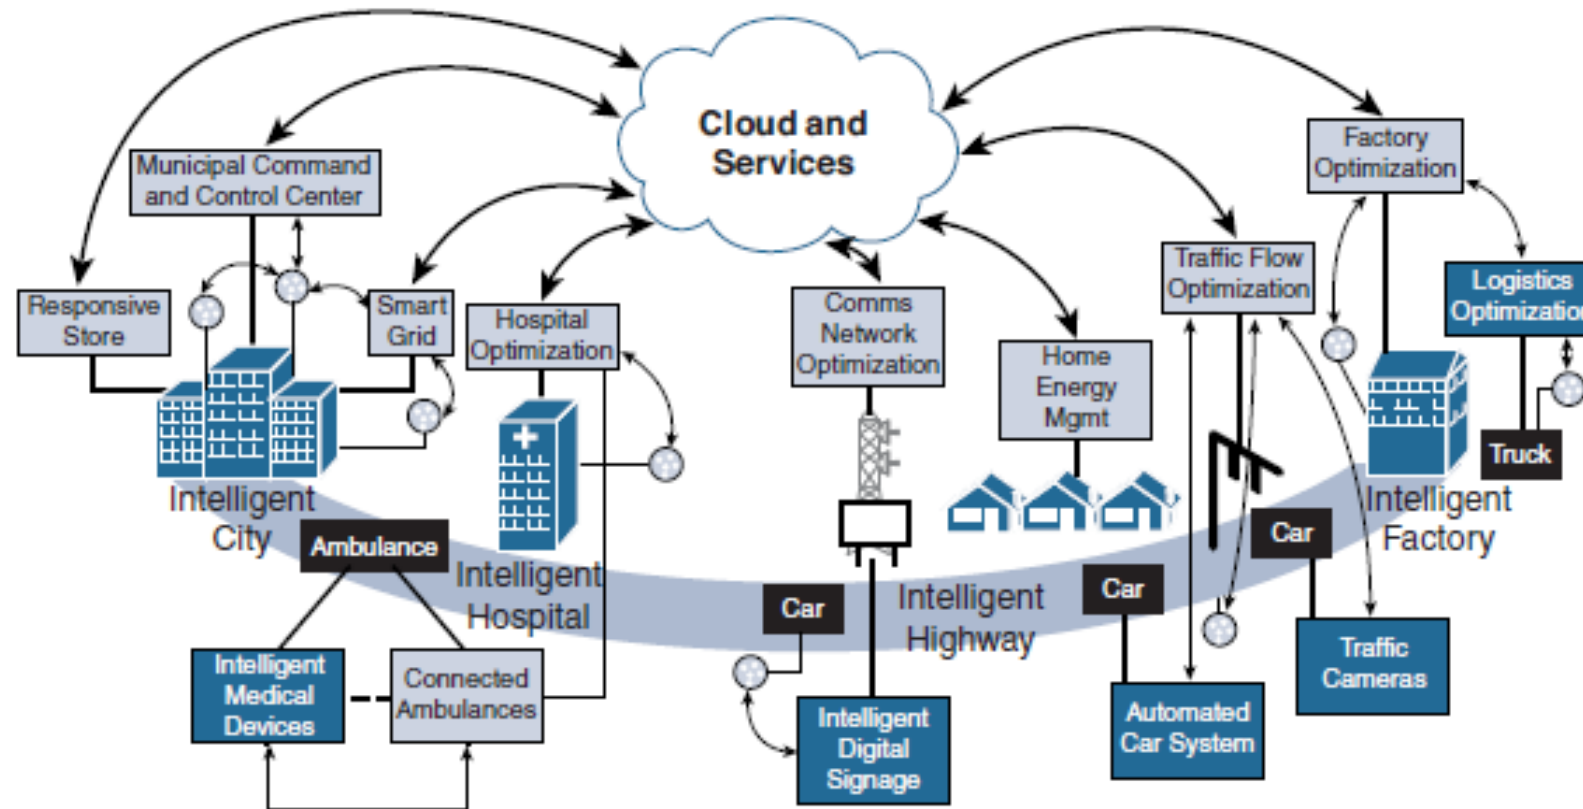 Cloud and
Services
Municipal Command
and Control Center
Factory
Optimization
Responsive
Store
Smart
Grid
Hospital
Optimization
Comms
Network
Optimization
Home
Energy
Mgmt
Traffic Flow
Optimization
Logistics
Optimization
Truck
Intelligent
City
Ambulance
Intelligent
Hospital
Car
Intelligent
Highway
Car
Car
Intelligent
Factory
Intelligent
Medical
Devices
Connected
Ambulances
Intelligent
Digital
Signage
Automated
Car System
Traffic
Cameras